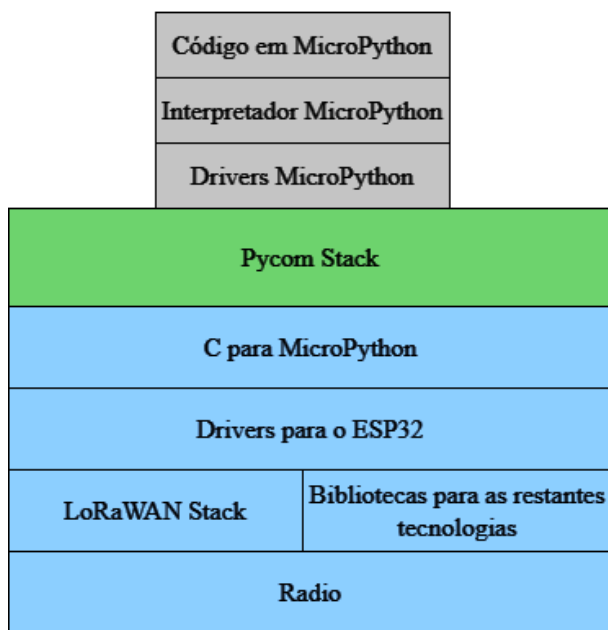 Código em MicroPython
Interpretador MicroPython
Drivers MicroPython
Pycom Stack
C para MicroPython
Drivers para o ESP32
LoRaWAN Stack
Bibliotecas para as restantes
tecnologias
Radio